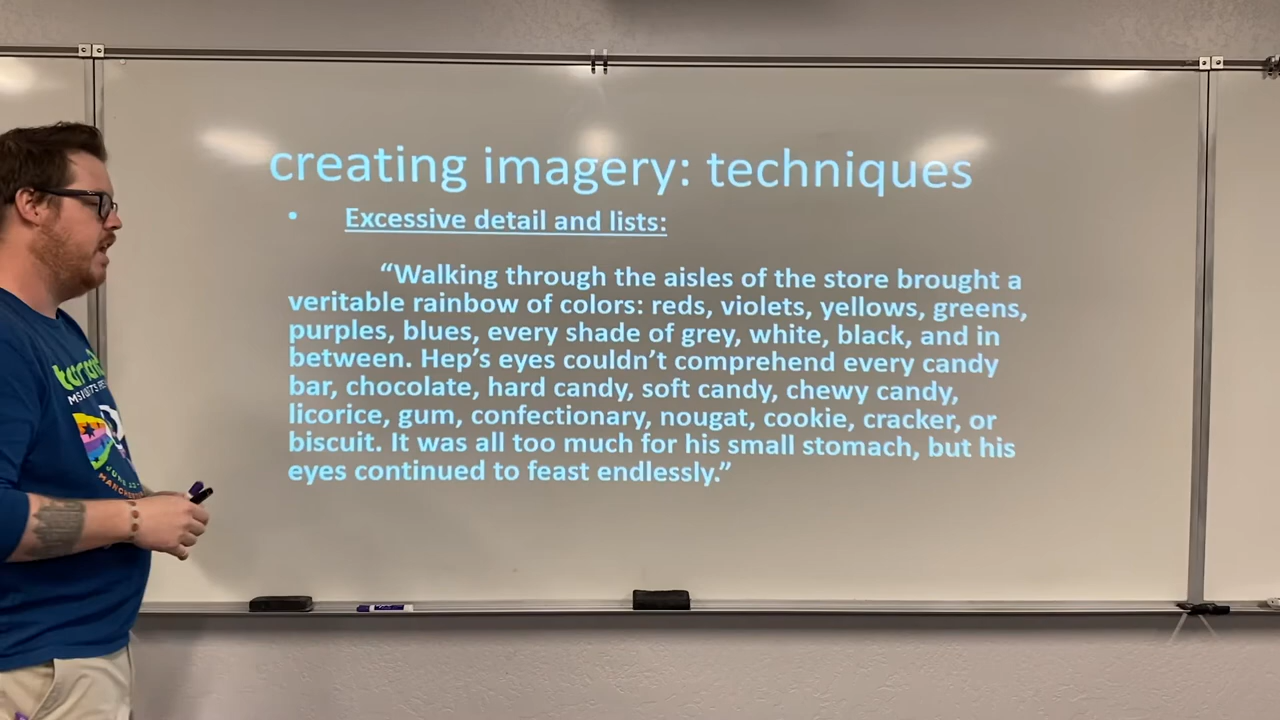 creating imagery: techniques
• Excessive detail and lists:
“Walking through the aisles of the store brought a
veritable rainbow of colors: reds, violets, yellows, greens,
purples, blues, every shade of grey, white, black, and in
between. Hep’s eyes couldn’t comprehend every candy
bar, chocolate, hard candy, soft candy, chewy candy,
licorice, gum, confectionary, nougat, cookie, cracker, or
biscuit. It was all too much for his small stomach, but his
eyes continued to feast endlessly.”